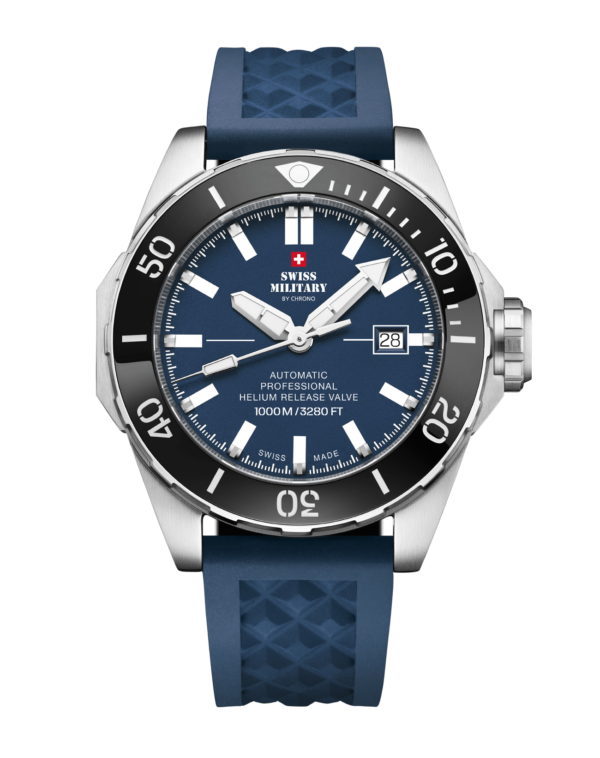 SWISS
MILITARY
BY CHRONO
10
50
28
AUTOMATIC
PROFESSIONAL
HELIUM RELEASE VALVE
1000M/3280 FT
20
40
SWISS MADE
30